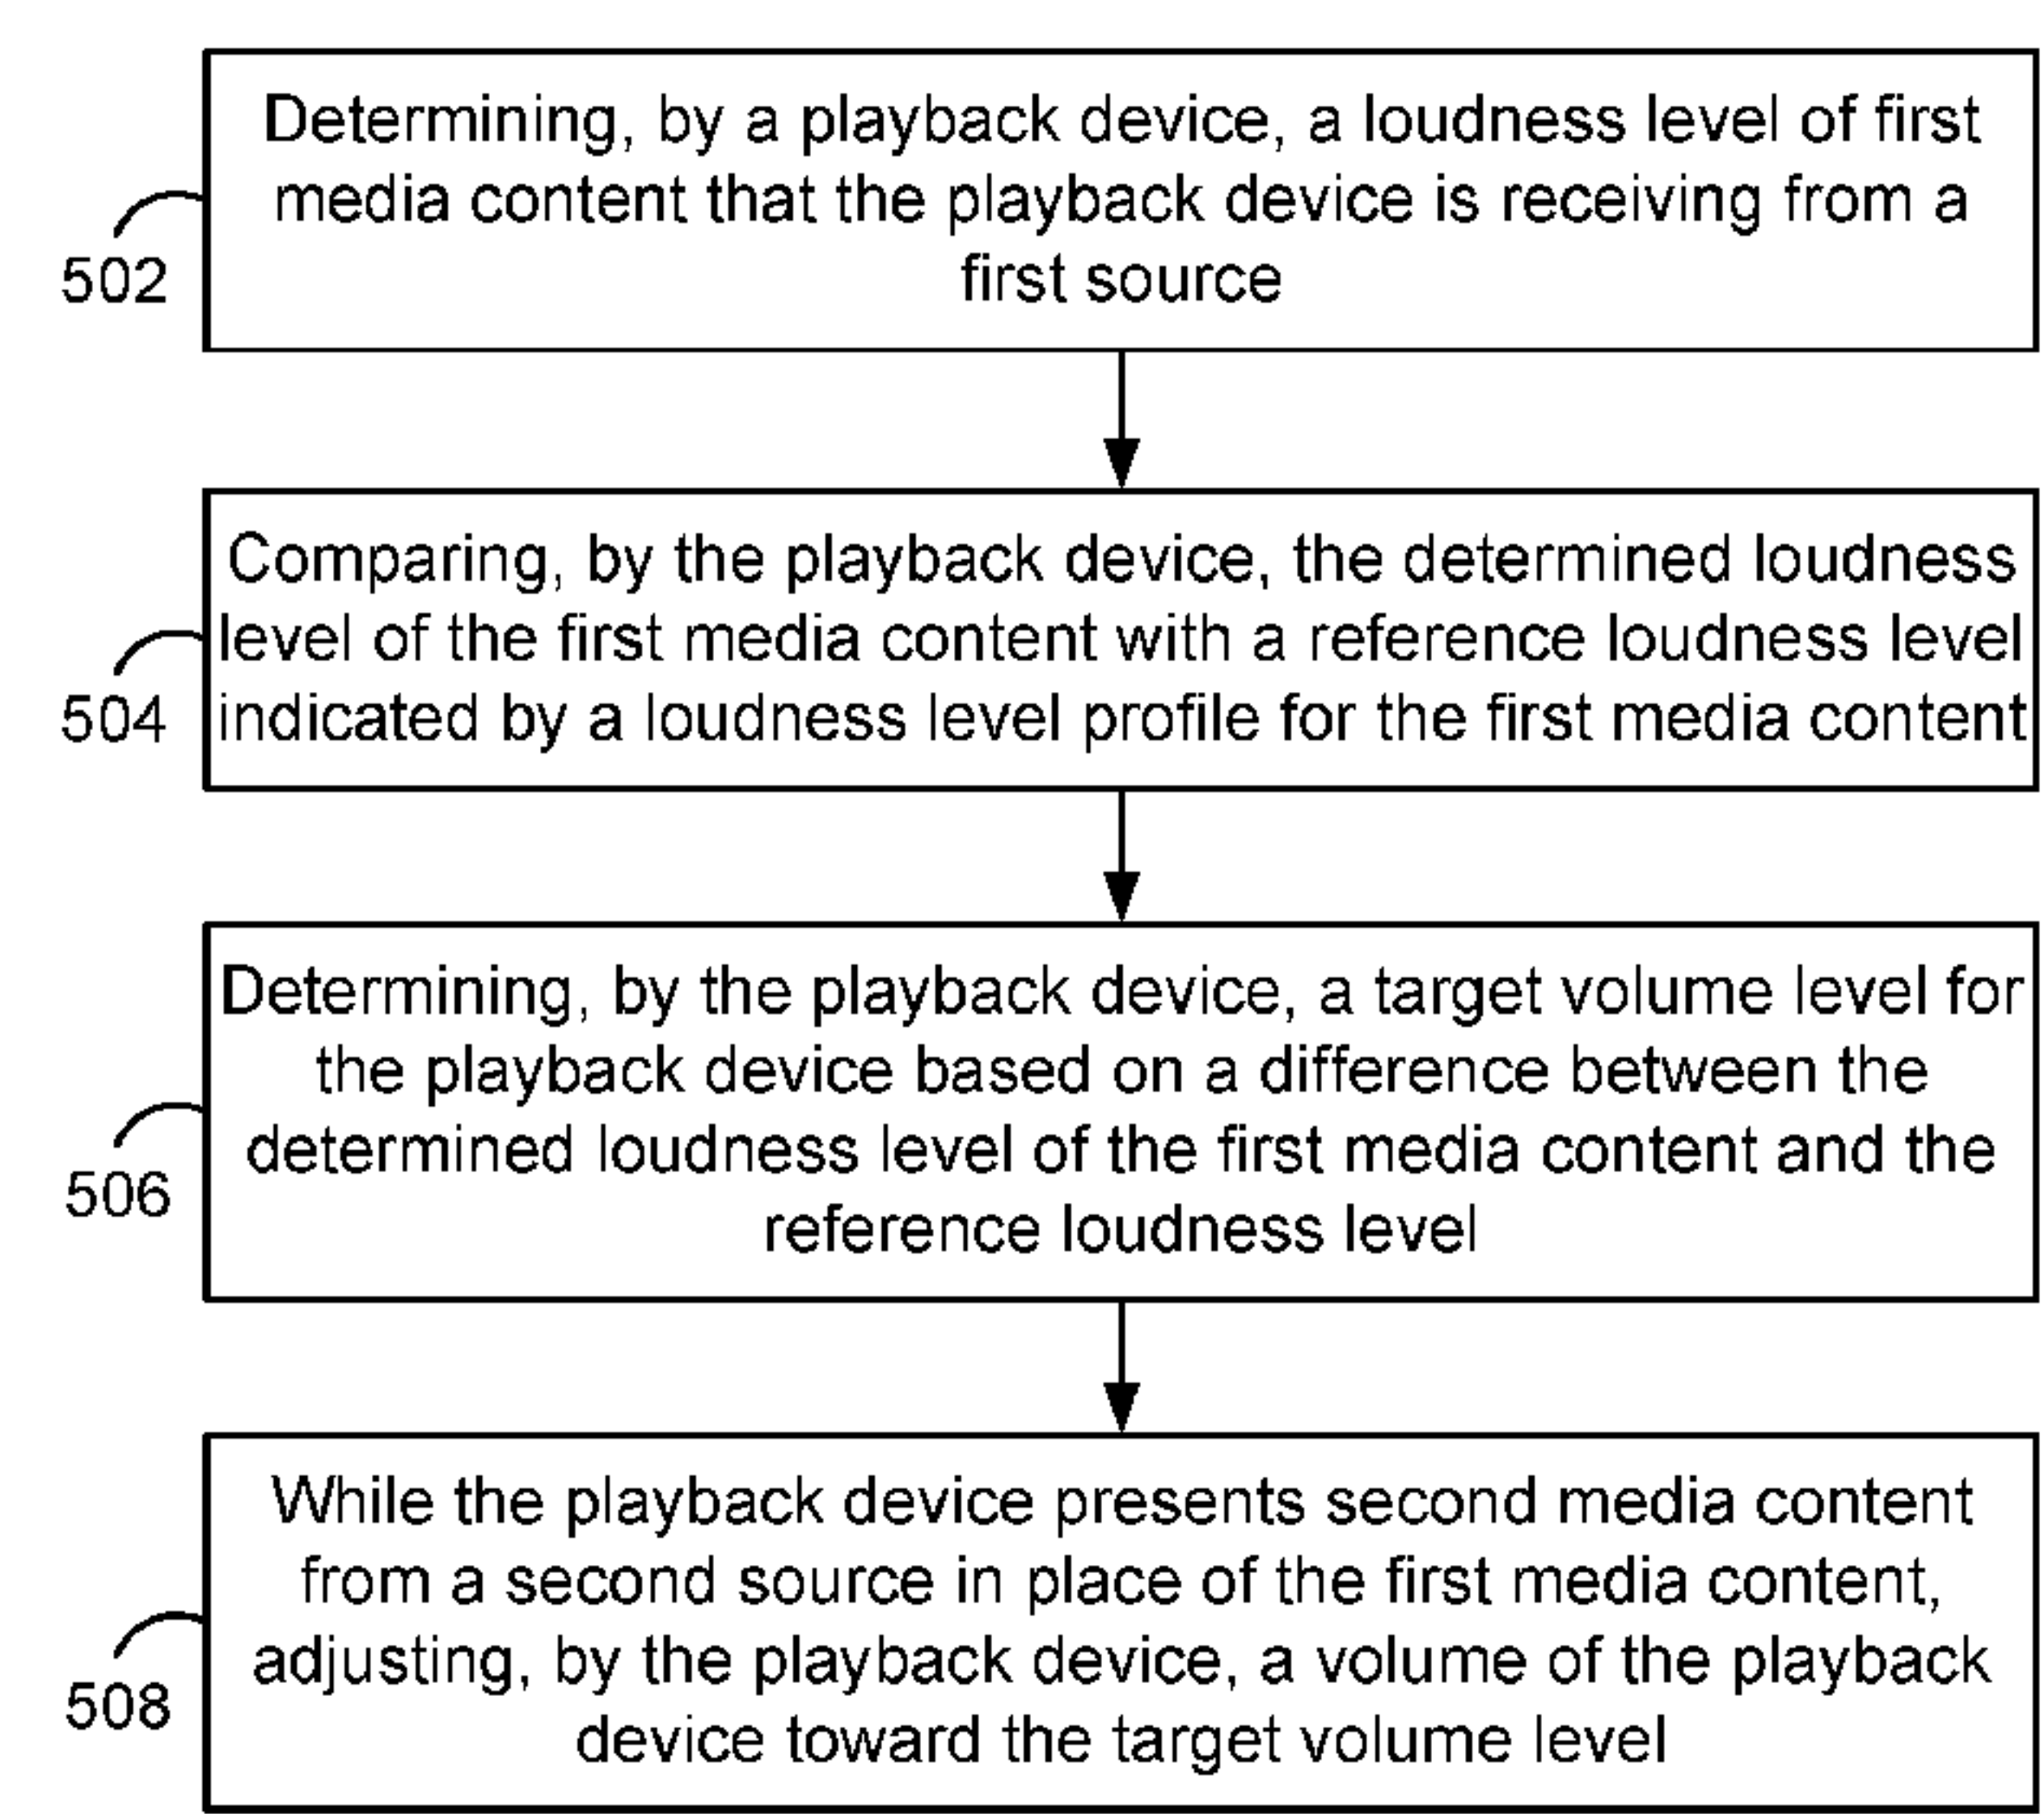 Determining, by a playback device, a loudness level of first
media content that the playback device is receiving from a
first source
502
Comparing, by the playback device, the determined loudness
level of the first media content with a reference loudness level
indicated by a loudness level profile for the first media content
504
Determining, by the playback device, a target volume level for
the playback device based on a difference between the
determined loudness level of the first media content and the
reference loudness level
506
While the playback device presents second media content
from a second source in place of the first media content,
adjusting, by the playback device, a volume of the playback
device toward the target volume level
508